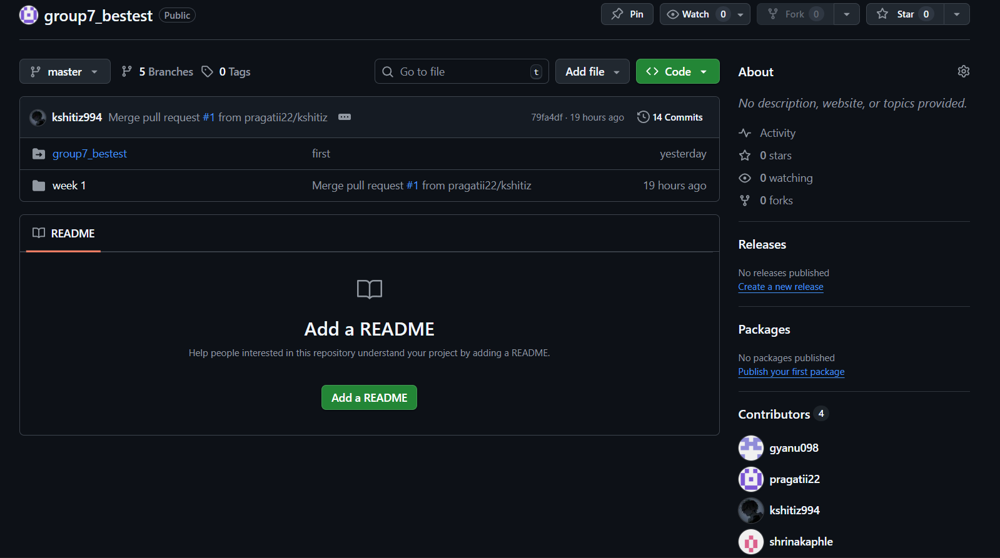 group7_bestest Public
Pin
Watch 0
Fork 0
Star 0
master
5 Branches
0 Tags
Go to file
t
Add file
Code
kshitiz994 Merge pull request #1 from pragatii22/kshitiz
79fa4df · 19 hours ago
14 Commits
group7_bestest first yesterday
week 1 Merge pull request #1 from pragatii22/kshitiz 19 hours ago
README
Add a README
Help people interested in this repository understand your project by adding a README.
Add a README
About
No description, website, or topics provided.
Activity
0 stars
0 watching
0 forks
Releases
No releases published
Create a new release
Packages
No packages published
Publish your first package
Contributors 4
gyanu098
pragatii22
kshitiz994
shrinakaphle